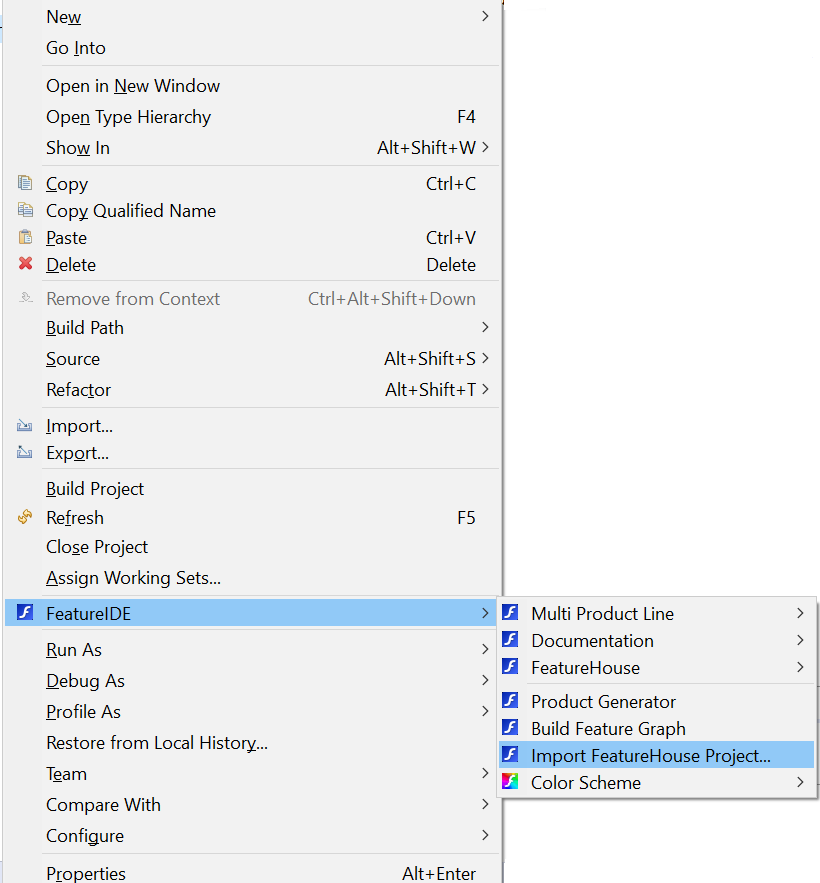 New
Go Into
Open in New Window
Open Type Hierarchy F4
Show In Alt+Shift+W
Copy Ctrl+C
Copy Qualified Name
Paste Ctrl+V
Delete Delete
Remove from Context Ctrl+Alt+Shift+Down
Build Path
Source Alt+Shift+S
Refactor Alt+Shift+T
Import...
Export...
Build Project
Refresh F5
Close Project
Assign Working Sets...
FeatureIDE
Run As
Debug As
Profile As
Restore from Local History...
Team
Compare With
Configure
Properties Alt+Enter
Multi Product Line
Documentation
FeatureHouse
Product Generator
Build Feature Graph
Import FeatureHouse Project...
Color Scheme